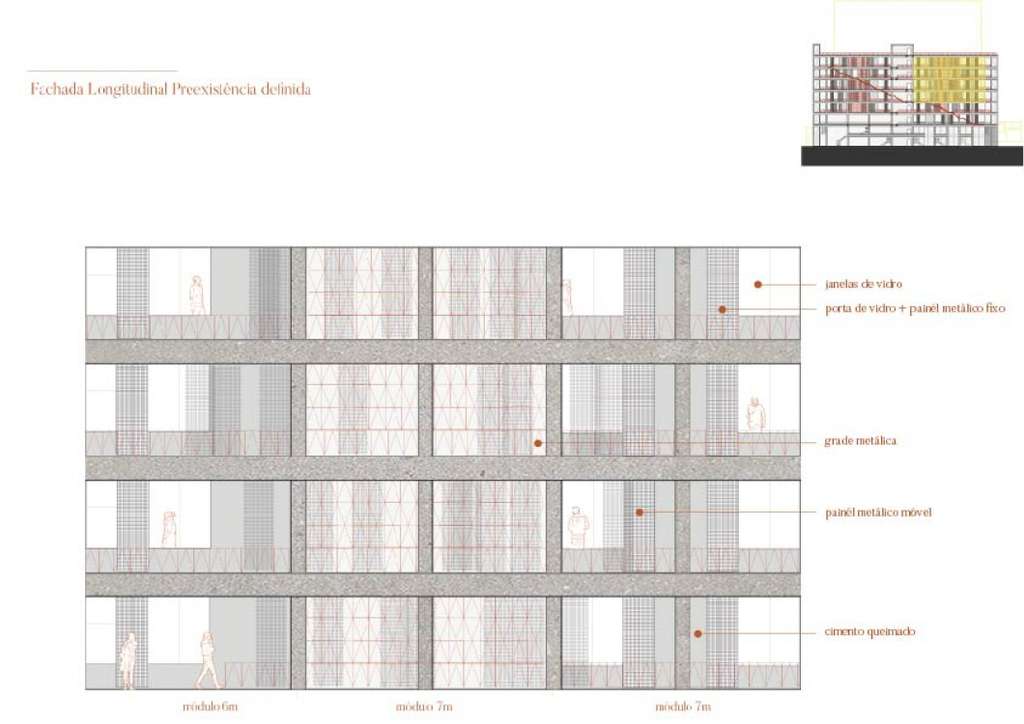 Fachada Longitudinal Preexistência definida
janelas de vidro
porta de vidro + painél metálico fixo
grade metálica
painél metálico móvel
cimento queimado
módulo 6m
módulo 7m
módulo 7m